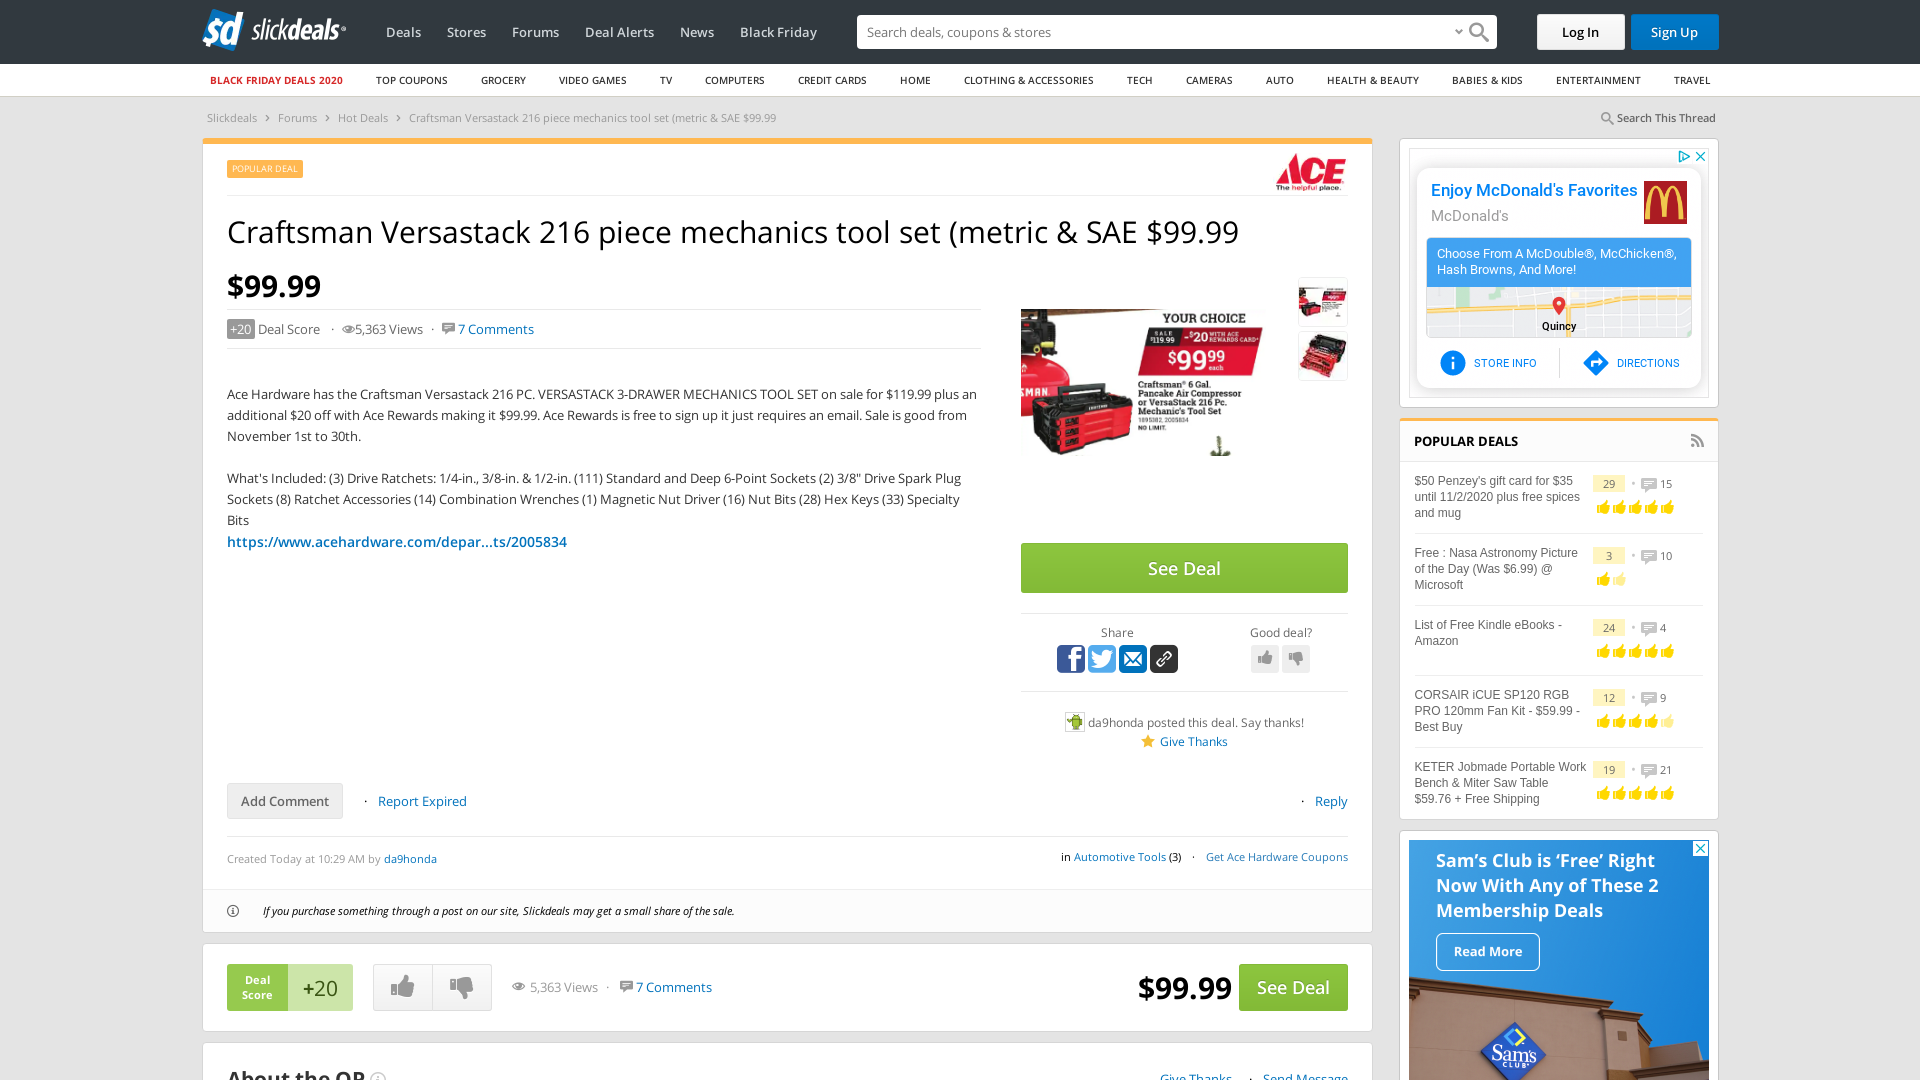 sd slickdeals
Deals Stores Forums Deal Alerts News Black Friday
Search deals, coupons & stores
Log In Sign Up
BLACK FRIDAY DEALS 2020 TOP COUPONS GROCERY VIDEO GAMES TV COMPUTERS CREDIT CARDS HOME CLOTHING & ACCESSORIES TECH CAMERAS AUTO HEALTH & BEAUTY BABIES & KIDS ENTERTAINMENT TRAVEL
Slickdeals › Forums › Hot Deals › Craftsman Versastack 216 piece mechanics tool set (metric & SAE $99.99
Search This Thread
POPULAR DEAL
ACE
The helpful place.
Craftsman Versastack 216 piece mechanics tool set (metric & SAE $99.99
$99.99
+20 Deal Score · 5,363 Views · 7 Comments
Ace Hardware has the Craftsman Versastack 216 PC. VERSASTACK 3-DRAWER MECHANICS TOOL SET on sale for $119.99 plus an
additional $20 off with Ace Rewards making it $99.99. Ace Rewards is free to sign up it just requires an email. Sale is good from
November 1st to 30th.
What's Included: (3) Drive Ratchets: 1/4-in., 3/8-in. & 1/2-in. (111) Standard and Deep 6-Point Sockets (2) 3/8" Drive Spark Plug
Sockets (8) Ratchet Accessories (14) Combination Wrenches (1) Magnetic Nut Driver (16) Nut Bits (28) Hex Keys (33) Specialty
Bits
https://www.acehardware.com/depar...ts/2005834
YOUR CHOICE
SALE $119.99 -$20 WITH ACE REWARDS CARD*
$99.99 each
Craftsman® 6 Gal.
Pancake Air Compressor
or VersaStack 216 Pc.
Mechanic's Tool Set
1895382, 2005834
NO LIMIT.
See Deal
Share
Good deal?
da9honda posted this deal. Say thanks!
Give Thanks
Add Comment · Report Expired
· Reply
Created Today at 10:29 AM by da9honda
in Automotive Tools (3) · Get Ace Hardware Coupons
If you purchase something through a post on our site, Slickdeals may get a small share of the sale.
Deal
Score
+20
5,363 Views · 7 Comments
$99.99 See Deal
About the OP
Give Thanks · Send Message
Enjoy McDonald's Favorites
McDonald's
Choose From A McDouble®, McChicken®,
Hash Browns, And More!
Quincy
STORE INFO DIRECTIONS
POPULAR DEALS
$50 Penzey's gift card for $35
until 11/2/2020 plus free spices
and mug
29 · 15
Free : Nasa Astronomy Picture
of the Day (Was $6.99) @
Microsoft
3 · 10
List of Free Kindle eBooks -
Amazon
24 · 4
CORSAIR iCUE SP120 RGB
PRO 120mm Fan Kit - $59.99 -
Best Buy
12 · 9
KETER Jobmade Portable Work
Bench & Miter Saw Table
$59.76 + Free Shipping
19 · 21
Sam's Club is 'Free' Right
Now With Any of These 2
Membership Deals
Read More
Sam's
CLUB